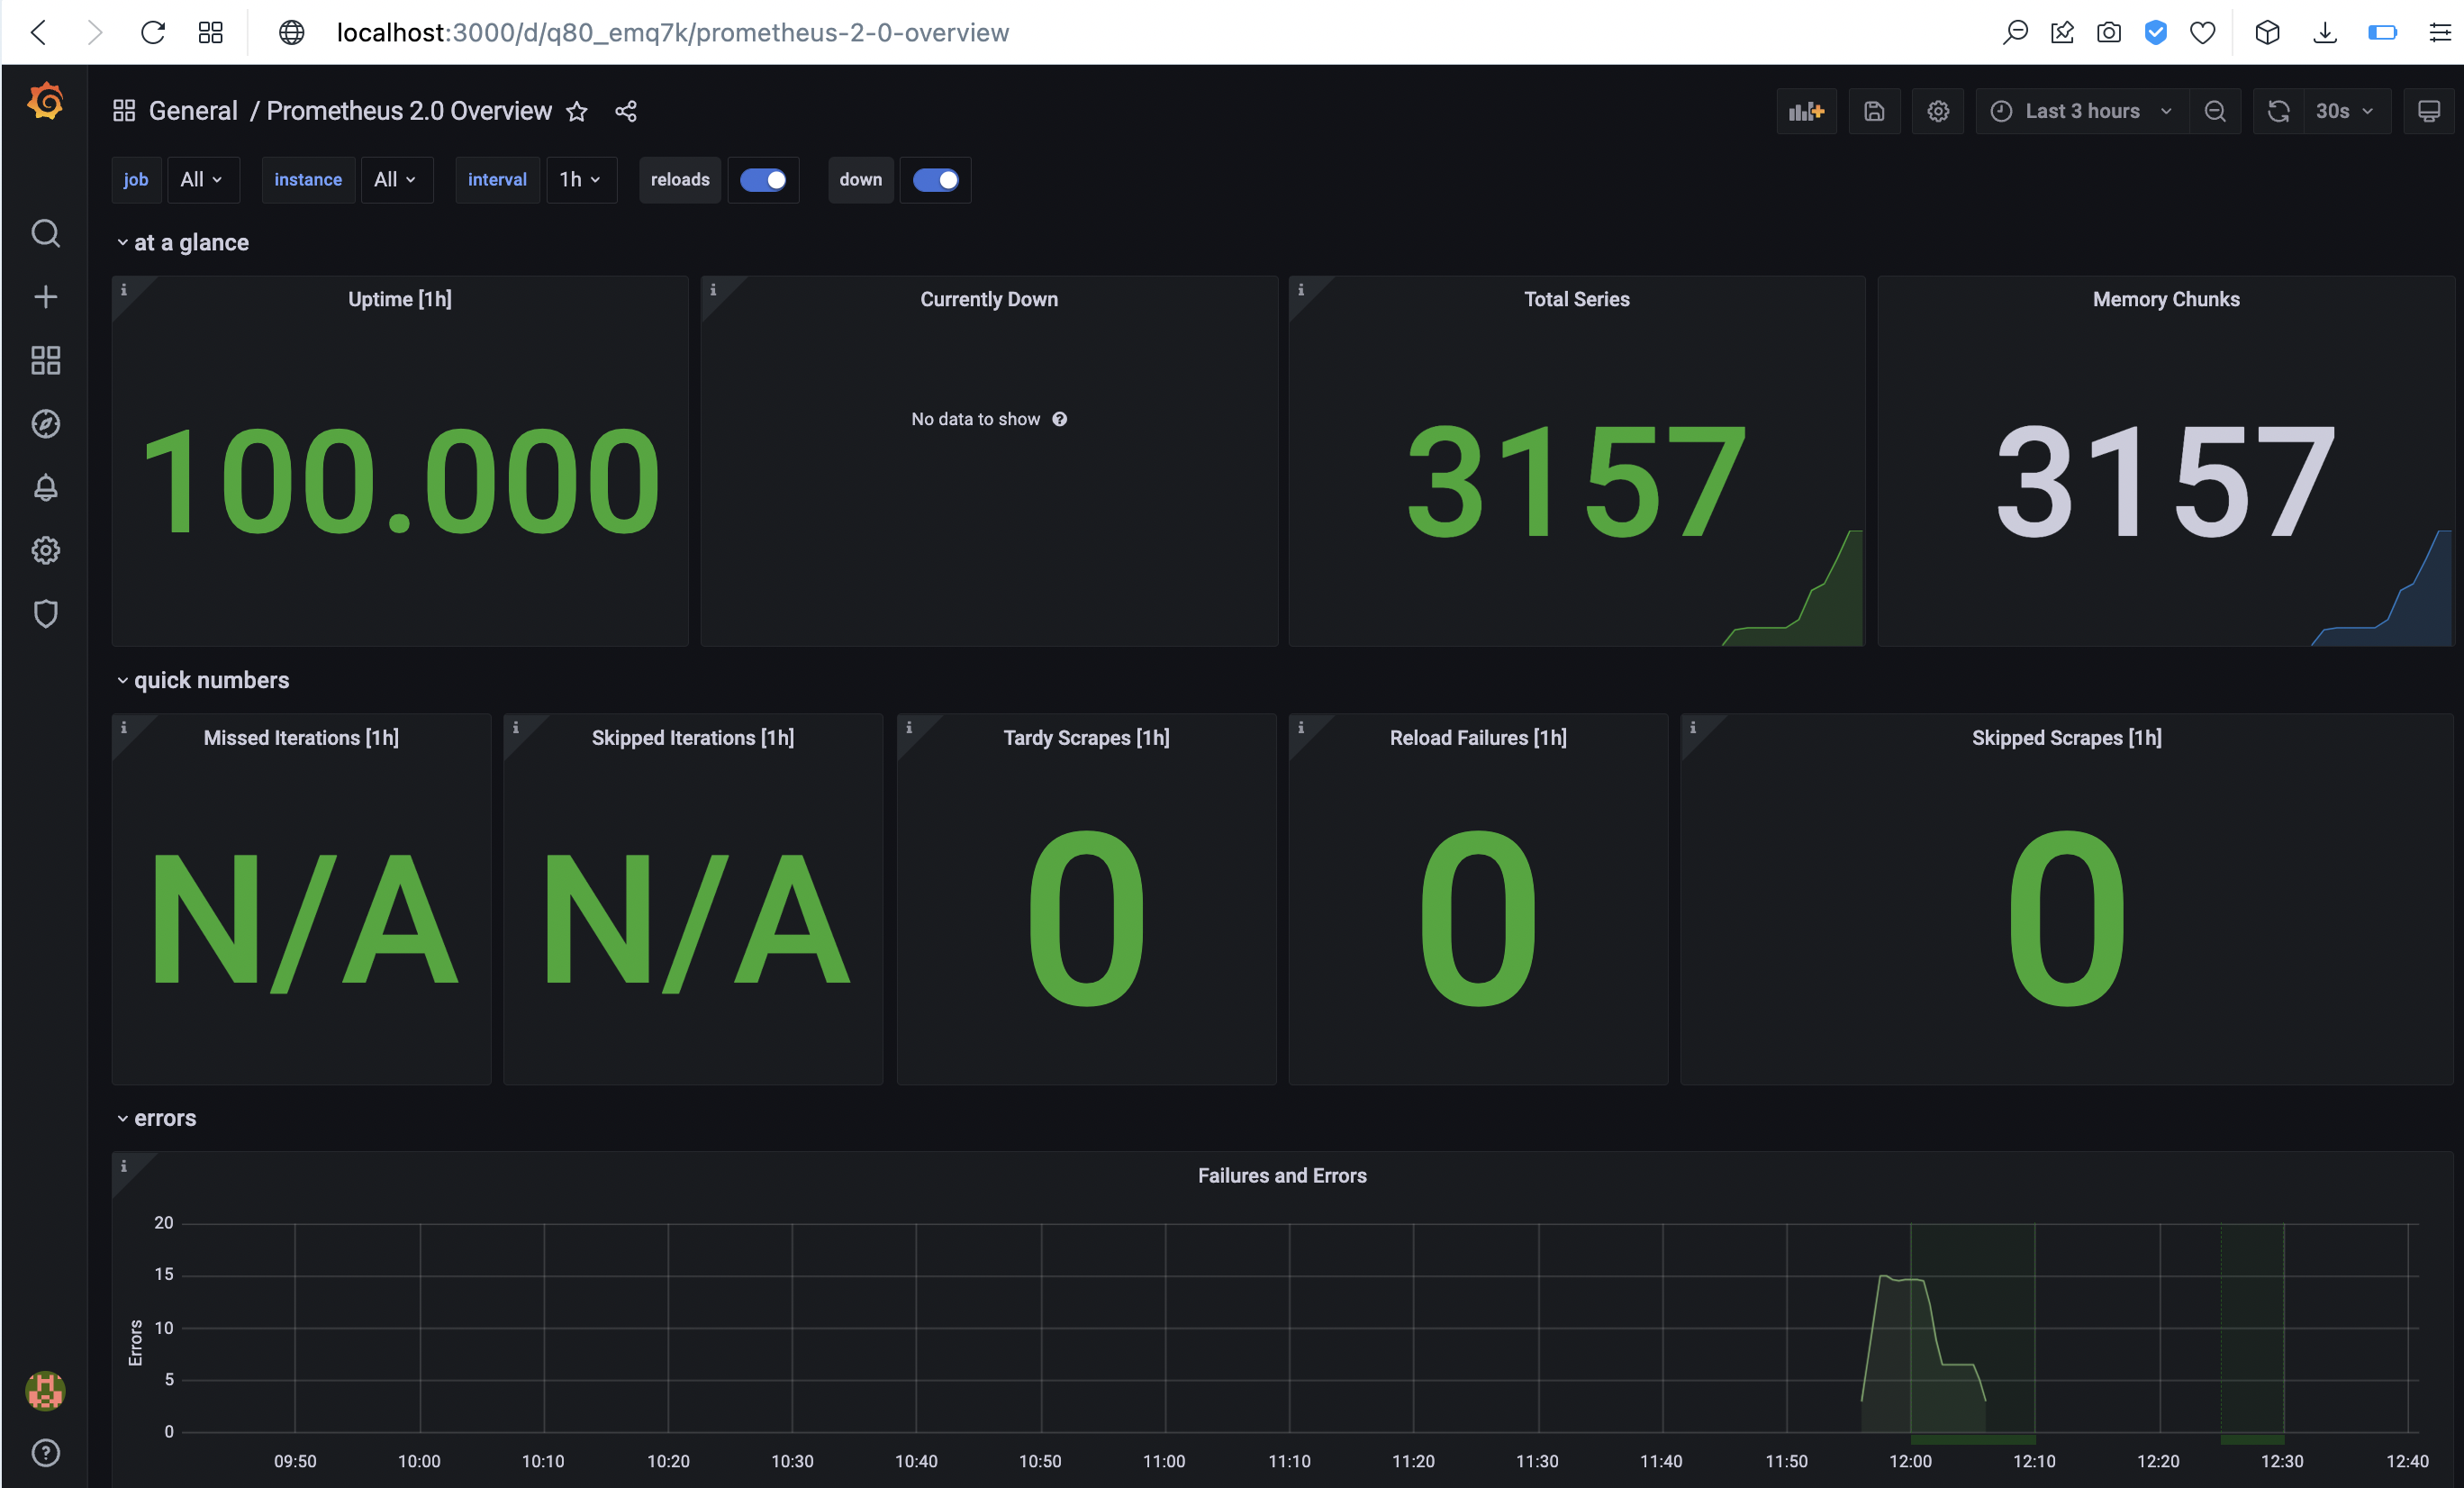 localhost:3000/d/q80_emq7k/prometheus-2-0-overview
General / Prometheus 2.0 Overview
Last 3 hours
30s
job All instance All interval 1h reloads down
at a glance
Uptime [1h]
100.000
Currently Down
No data to show
Total Series
3157
Memory Chunks
3157
quick numbers
Missed Iterations [1h]
N/A
Skipped Iterations [1h]
N/A
Tardy Scrapes [1h]
0
Reload Failures [1h]
0
Skipped Scrapes [1h]
0
errors
Failures and Errors
Errors
20
15
10
5
0
09:50 10:00 10:10 10:20 10:30 10:40 10:50 11:00 11:10 11:20 11:30 11:40 11:50 12:00 12:10 12:20 12:30 12:40